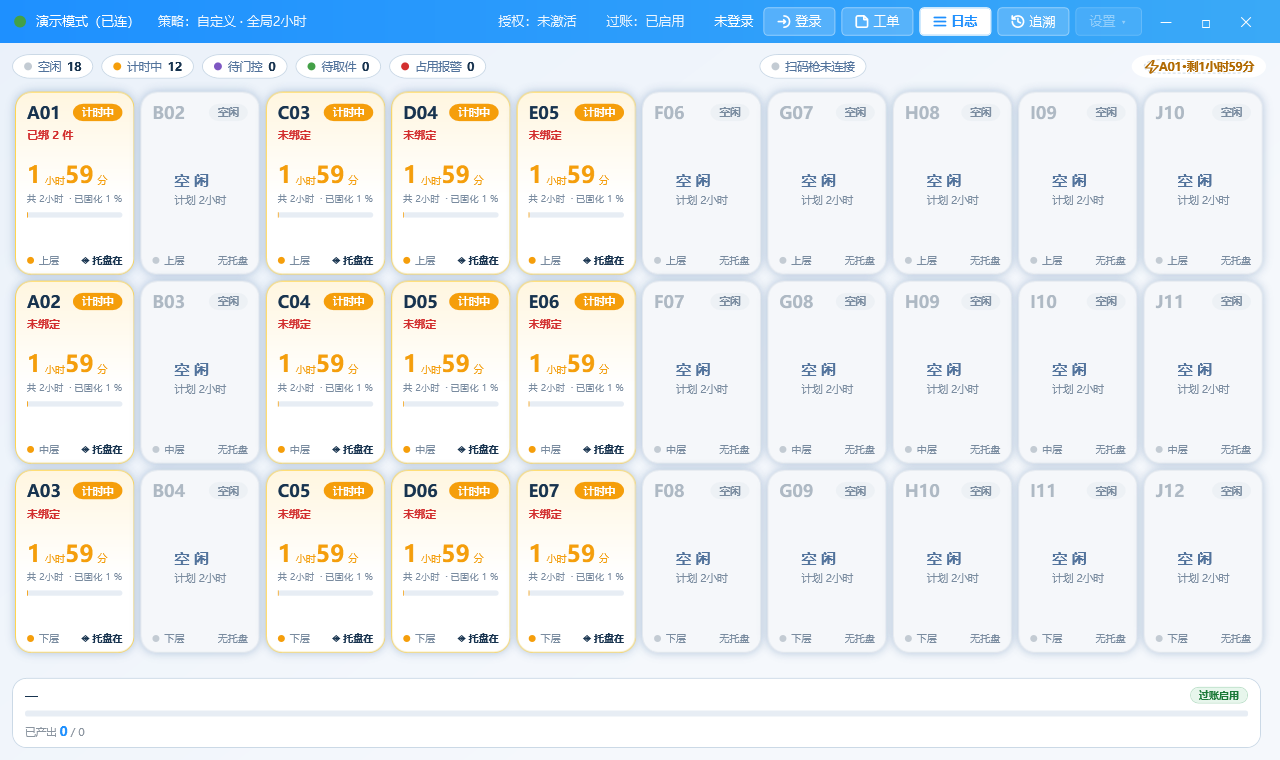 演示模式（已连） 策略：自定义 · 全局2小时 授权：未激活 过账：已启用 未登录 登录 工单 日志 追溯 设置
空闲 18 计时中 12 待门控 0 待取件 0 占用报警 0 扫码枪未连接 A01·剩1小时59分
A01 计时中 B02 空闲 C03 计时中 D04 计时中 E05 计时中 F06 空闲 G07 空闲 H08 空闲 I09 空闲 J10 空闲
已绑 2 件 未绑定 未绑定 未绑定
1 小时 59 分 空 闲 1 小时 59 分 1 小时 59 分 1 小时 59 分 空 闲 空 闲 空 闲 空 闲 空 闲
共 2小时 · 已固化 1 % 计划 2小时 共 2小时 · 已固化 1 % 共 2小时 · 已固化 1 % 共 2小时 · 已固化 1 % 计划 2小时 计划 2小时 计划 2小时 计划 2小时 计划 2小时
上层 托盘在 上层 无托盘 上层 托盘在 上层 托盘在 上层 托盘在 上层 无托盘 上层 无托盘 上层 无托盘 上层 无托盘 上层 无托盘
A02 计时中 B03 空闲 C04 计时中 D05 计时中 E06 计时中 F07 空闲 G08 空闲 H09 空闲 I10 空闲 J11 空闲
未绑定 未绑定 未绑定 未绑定
1 小时 59 分 空 闲 1 小时 59 分 1 小时 59 分 1 小时 59 分 空 闲 空 闲 空 闲 空 闲 空 闲
共 2小时 · 已固化 1 % 计划 2小时 共 2小时 · 已固化 1 % 共 2小时 · 已固化 1 % 共 2小时 · 已固化 1 % 计划 2小时 计划 2小时 计划 2小时 计划 2小时 计划 2小时
中层 托盘在 中层 无托盘 中层 托盘在 中层 托盘在 中层 托盘在 中层 无托盘 中层 无托盘 中层 无托盘 中层 无托盘 中层 无托盘
A03 计时中 B04 空闲 C05 计时中 D06 计时中 E07 计时中 F08 空闲 G09 空闲 H10 空闲 I11 空闲 J12 空闲
未绑定 未绑定 未绑定 未绑定
1 小时 59 分 空 闲 1 小时 59 分 1 小时 59 分 1 小时 59 分 空 闲 空 闲 空 闲 空 闲 空 闲
共 2小时 · 已固化 1 % 计划 2小时 共 2小时 · 已固化 1 % 共 2小时 · 已固化 1 % 共 2小时 · 已固化 1 % 计划 2小时 计划 2小时 计划 2小时 计划 2小时 计划 2小时
下层 托盘在 下层 无托盘 下层 托盘在 下层 托盘在 下层 托盘在 下层 无托盘 下层 无托盘 下层 无托盘 下层 无托盘 下层 无托盘
— 过账启用
已产出 0 / 0